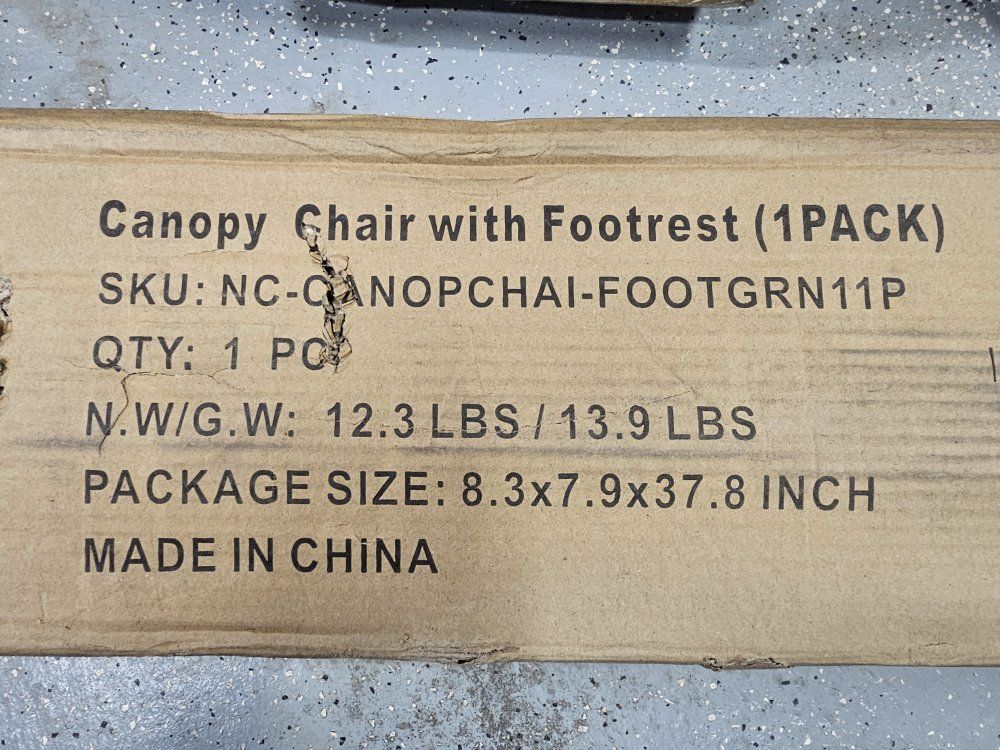 Canopy Chair with Footrest (1PACK)
SKU: NC-CANOPCHAI-FOOTGRN11P
QTY: 1 PC
N.W/G.W: 12.3 LBS / 13.9 LBS
PACKAGE SIZE: 8.3x7.9x37.8 INCH
MADE IN CHiNA